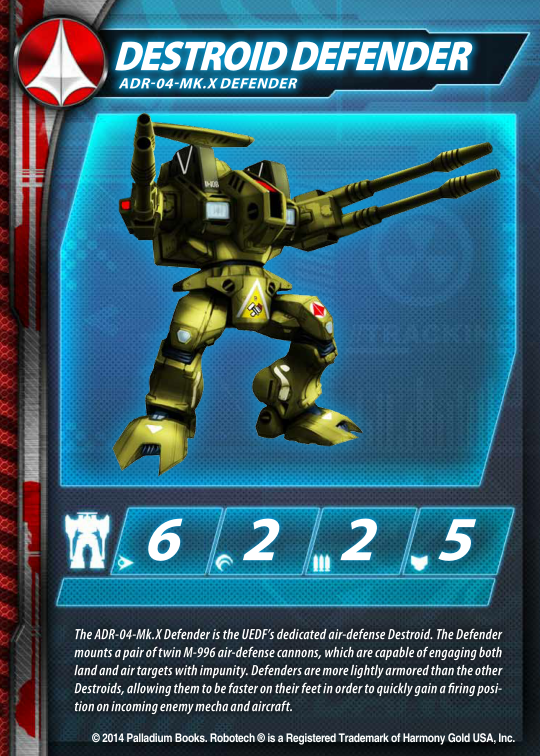 DESTROID DEFENDER
ADR-04-MK.X DEFENDER
6 2 2 5
The ADR-04-Mk.X Defender is the UEDF's dedicated air-defense Destroid. The Defender
mounts a pair of twin M-996 air-defense cannons, which are capable of engaging both
land and air targets with impunity. Defenders are more lightly armored than the other
Destroids, allowing them to be faster on their feet in order to quickly gain a firing posi-
tion on incoming enemy mecha and aircraft.
© 2014 Palladium Books. Robotech ® is a Registered Trademark of Harmony Gold USA, Inc.